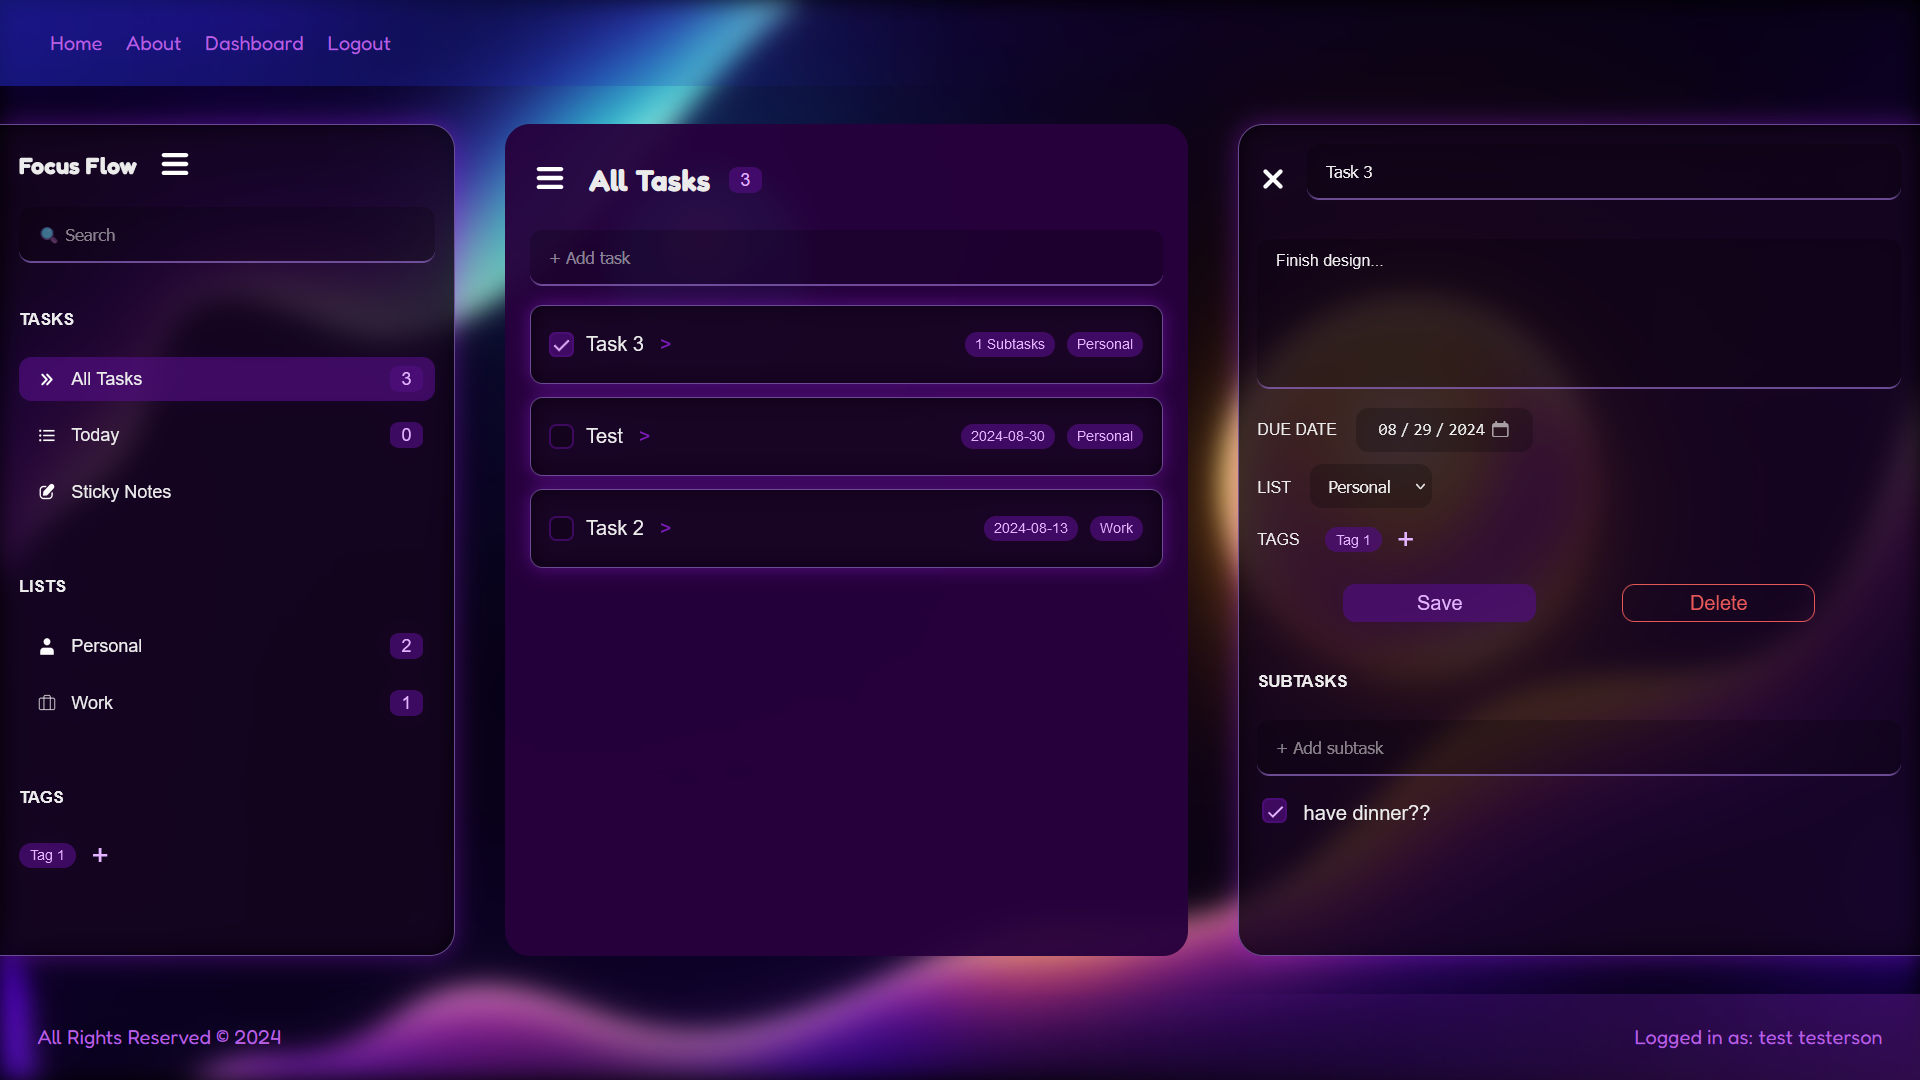 Home About Dashboard Logout
Focus Flow
Search
TASKS
All Tasks 3
Today 0
Sticky Notes
LISTS
Personal 2
Work 1
TAGS
Tag 1 +
All Tasks 3
+ Add task
Task 3 > 1 Subtasks Personal
Test > 2024-08-30 Personal
Task 2 > 2024-08-13 Work
Task 3
Finish design...
DUE DATE 08 / 29 / 2024
LIST Personal
TAGS Tag 1 +
Save Delete
SUBTASKS
+ Add subtask
have dinner??
All Rights Reserved © 2024
Logged in as: test testerson